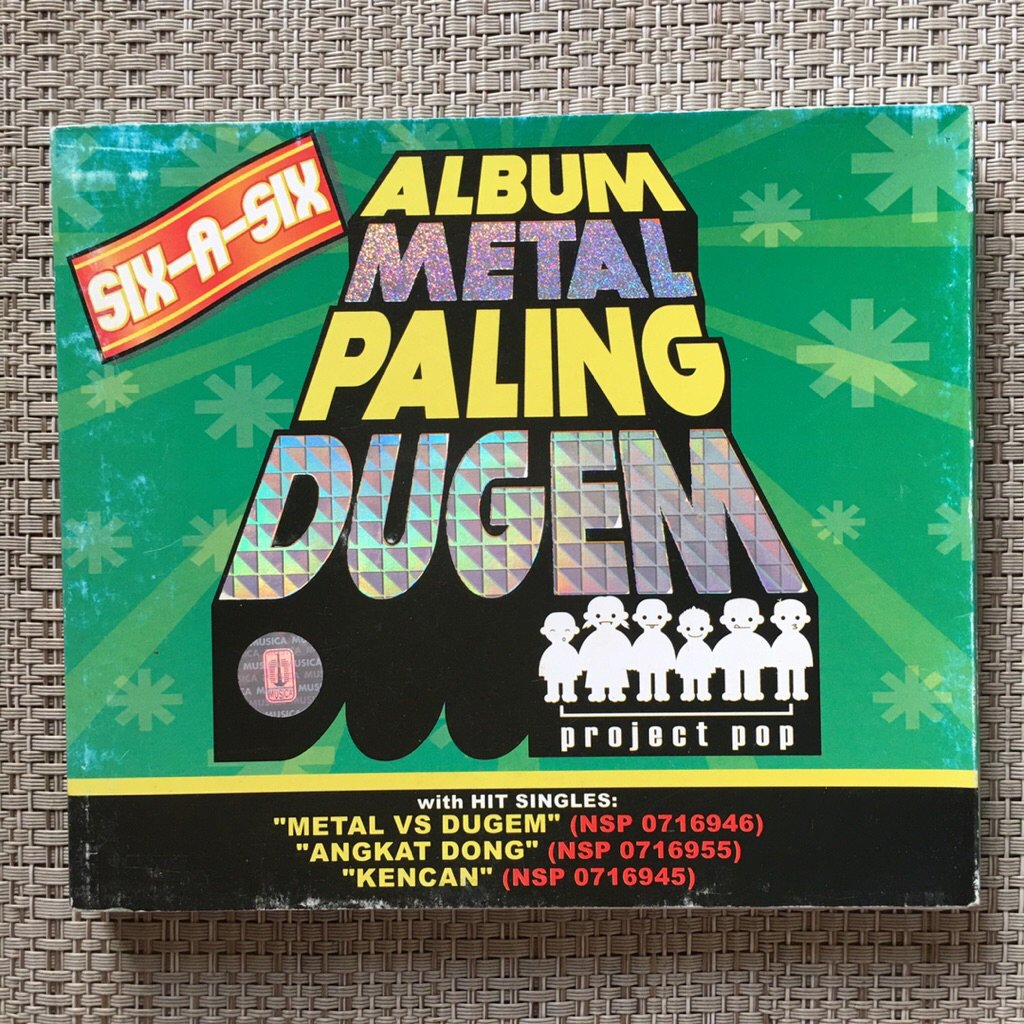 SIX-A-SIX
ALBUM
METAL
PALING
DUGEM
MUSICA
project pop
with HIT SINGLES:
"METAL VS DUGEM" (NSP 0716946)
"ANGKAT DONG" (NSP 0716955)
"KENCAN" (NSP 0716945)